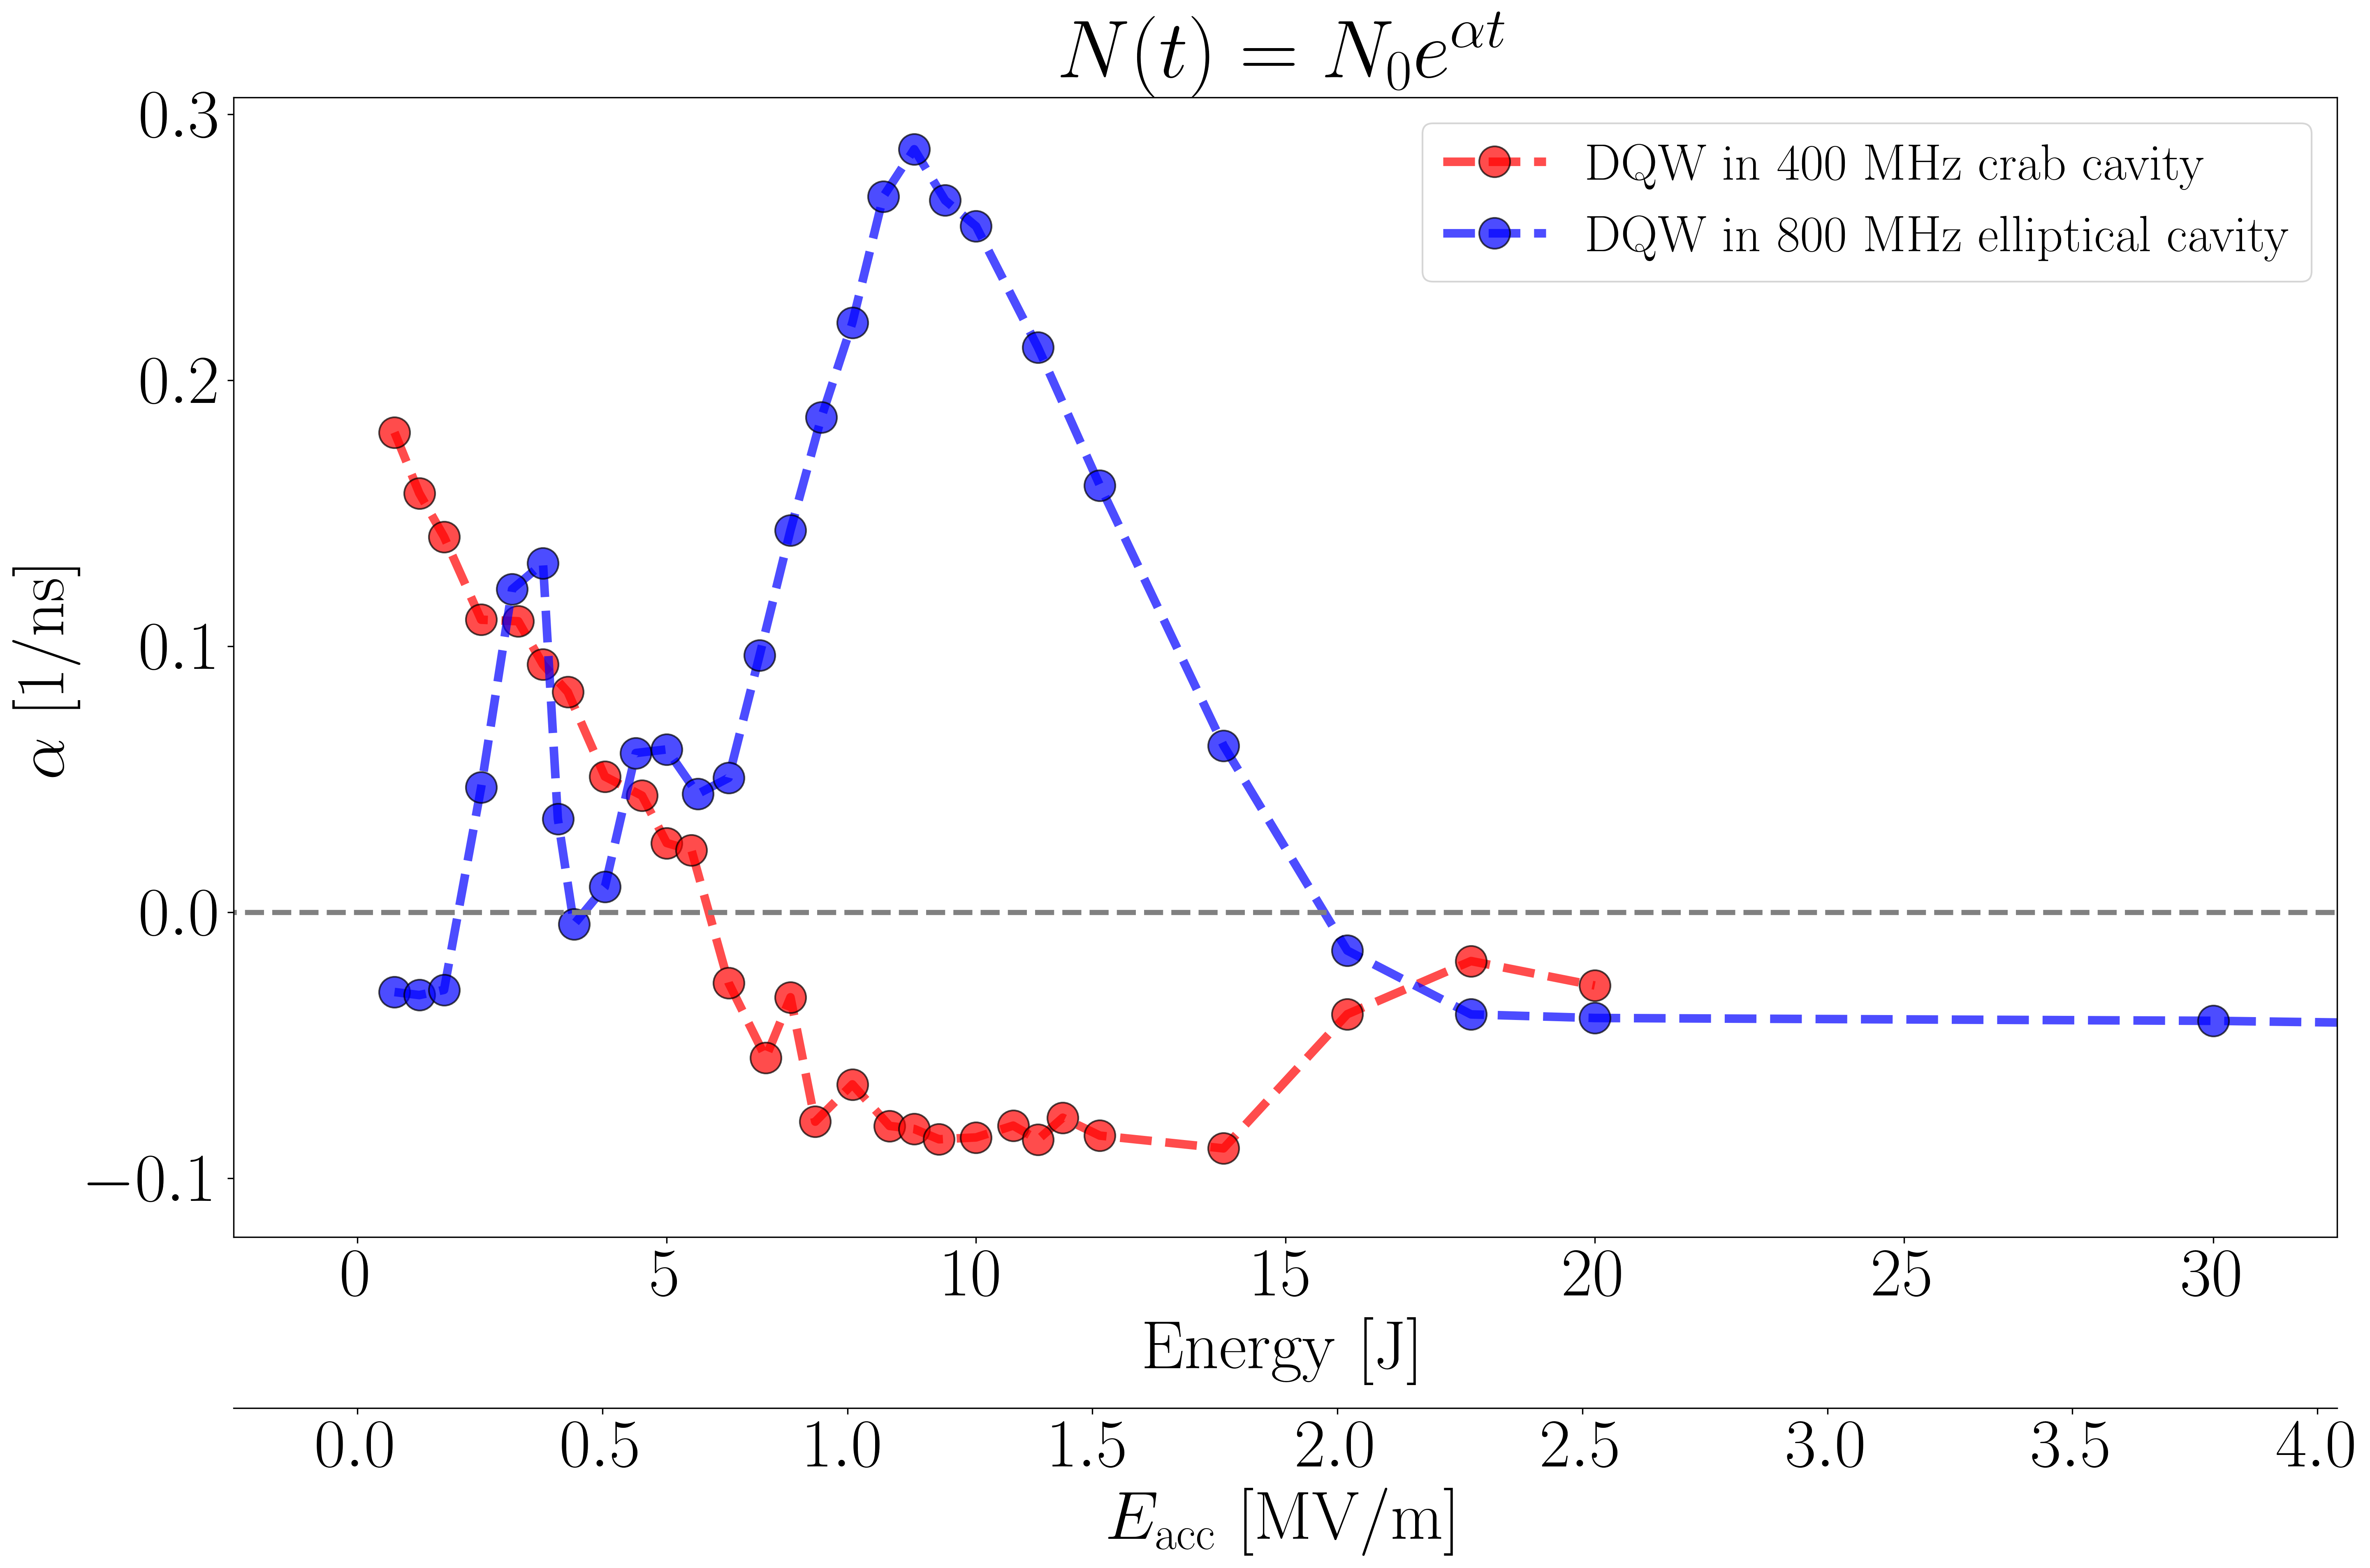 N(t) = N₀e^{αt}
DQW in 400 MHz crab cavity
DQW in 800 MHz elliptical cavity
0.3
0.2
0.1
0.0
−0.1
α [1/ns]
0 5 10 15 20 25 30
Energy [J]
0.0 0.5 1.0 1.5 2.0 2.5 3.0 3.5 4.0
E_acc [MV/m]